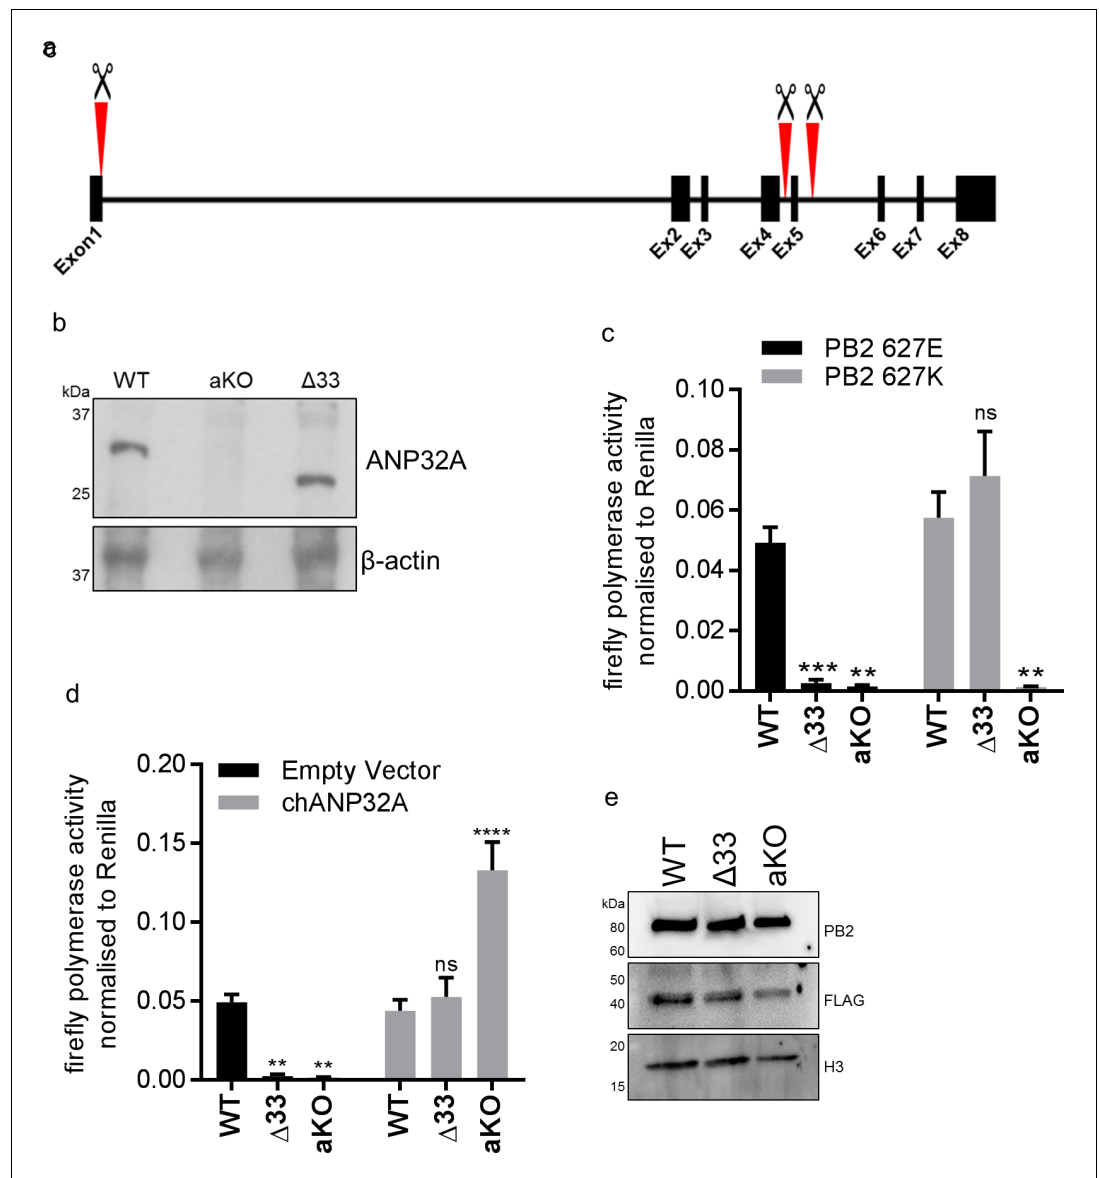 a
Exon1 Ex2 Ex3 Ex4 Ex5 Ex6 Ex7 Ex8
b
WT aKO Δ33
kDa
37
ANP32A
25
β-actin
37
c
PB2 627E
PB2 627K
firefly polymerase activity
normalised to Renilla
0.10
0.08
0.06
0.04
0.02
0.00
*** ** ns **
WT Δ33 aKO WT Δ33 aKO
d
Empty Vector
chANP32A
firefly polymerase activity
normalised to Renilla
0.20
0.15
0.10
0.05
0.00
** ** ns ****
WT Δ33 aKO WT Δ33 aKO
e
WT Δ33 aKO
kDa
80
PB2
60
50
FLAG
40
20
H3
15